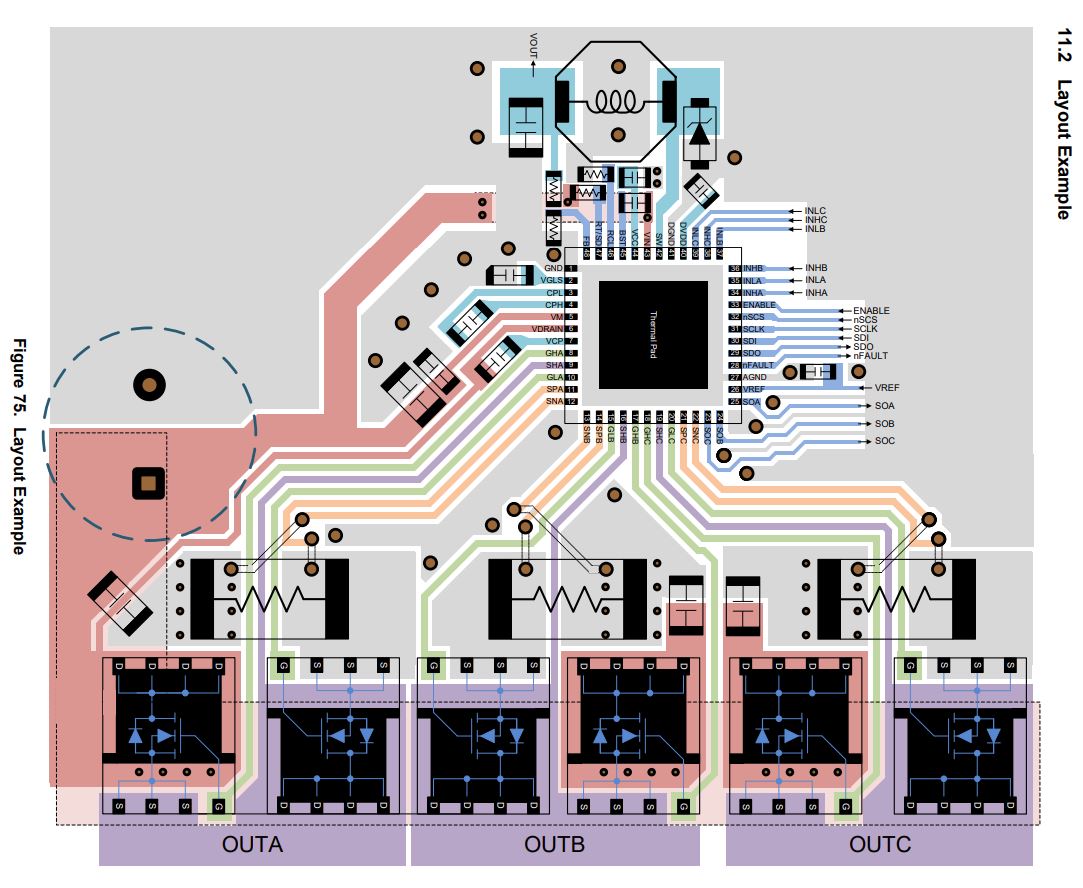 11.2 Layout Example
VOUT
INLC
INHC
INLB
FB 48
RT/SD 47
RCL 46
BST 45
VCC 44
VIN 43
SW 42
DGND 41
DVDD 40
INLC 39
INHC 38
INLB 37
GND 1
VGLS 2
CPL 3
CPH 4
VM 5
VDRAIN 6
VCP 7
GHA 8
SHA 9
GLA 10
SPA 11
SNA 12
Thermal Pad
36 INHB
35 INLA
34 INHA
33 ENABLE
32 nSCS
31 SCLK
30 SDI
29 SDO
28 nFAULT
27 AGND
26 VREF
25 SOA
INHB
INLA
INHA
ENABLE
nSCS
SCLK
SDI
SDO
nFAULT
VREF
SOA
SOB
SOC
13 SNB
14 SPB
15 GLB
16 SHB
17 GHB
18 GHC
19 SHC
20 GLC
21 SPC
22 SNC
23 SOC
24 SOB
D D D D
G S S S
G S S S
D D D D
D D D D
G S S S
S S S G
D D D D
D D D D
S S S G
S S S G
D D D D
OUTA
OUTB
OUTC
Figure 75. Layout Example